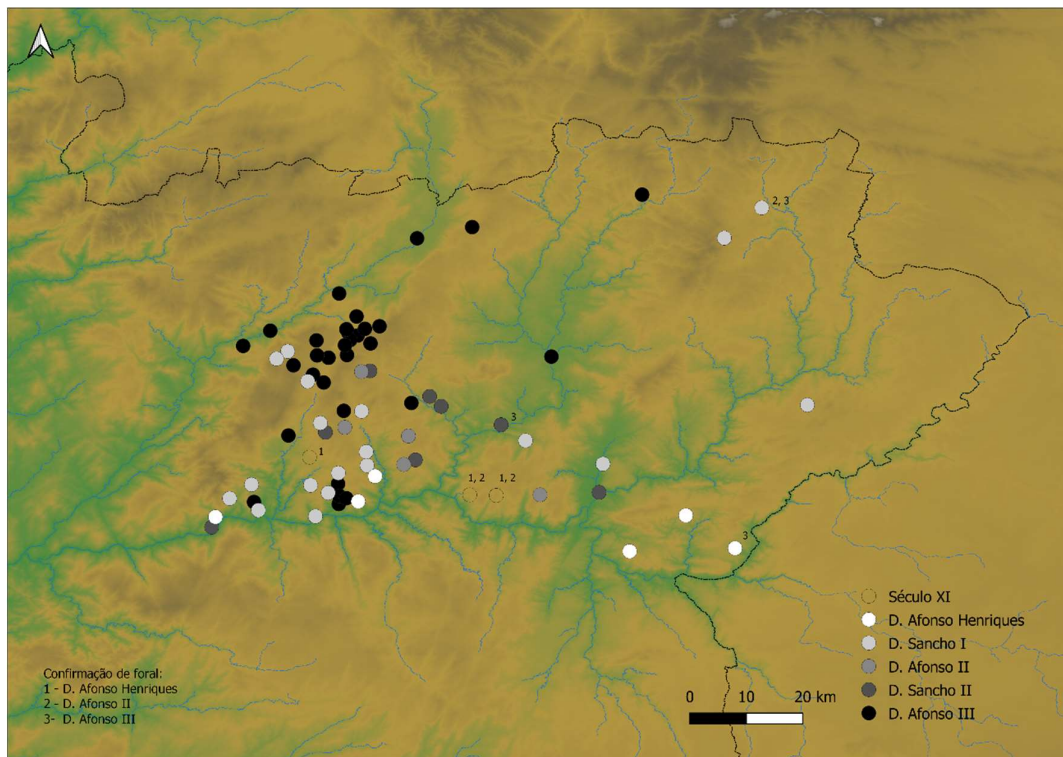 2, 3
3
1
1, 2
1, 2
3
Século XI
D. Afonso Henriques
D. Sancho I
D. Afonso II
D. Sancho II
D. Afonso III
Confirmação de foral:
1 - D. Afonso Henriques
2 - D. Afonso II
3- D. Afonso III
0 10 20 km